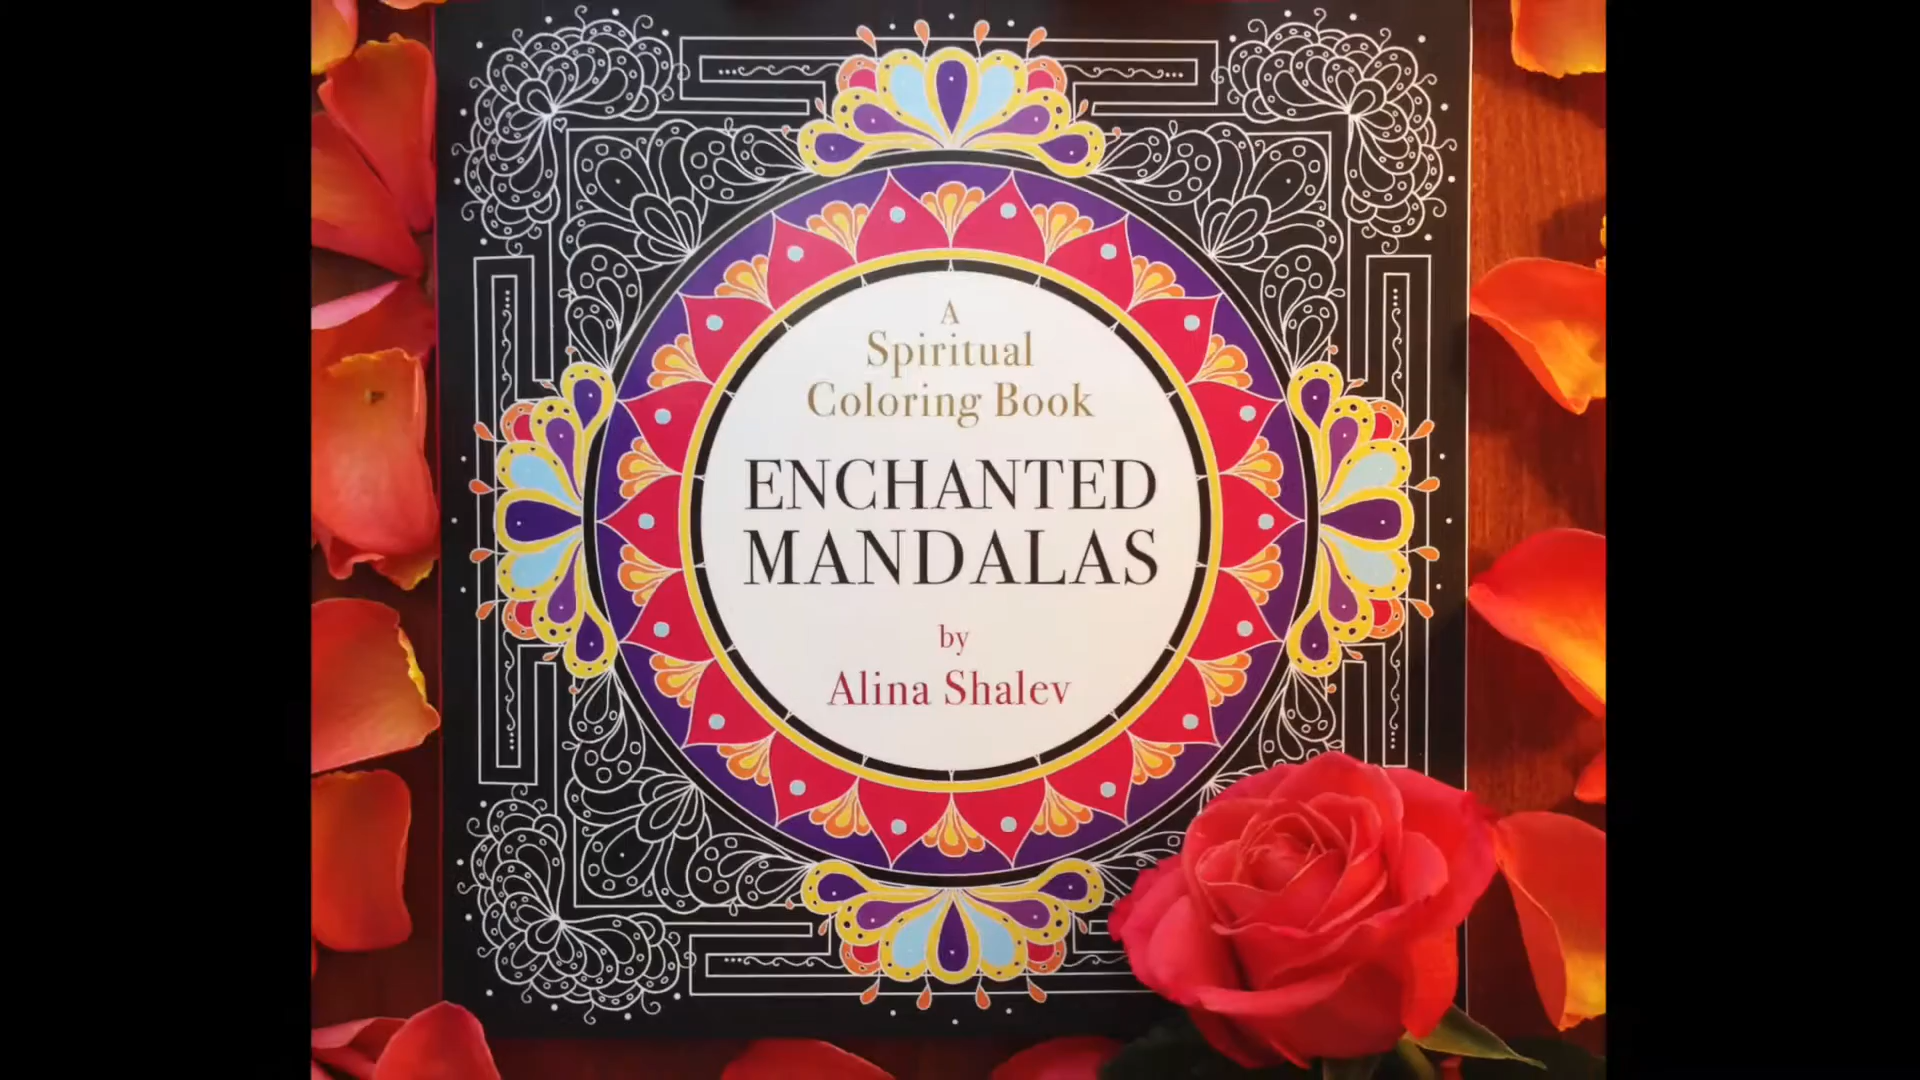 A
Spiritual
Coloring Book
ENCHANTED
MANDALAS
by
Alina Shalev